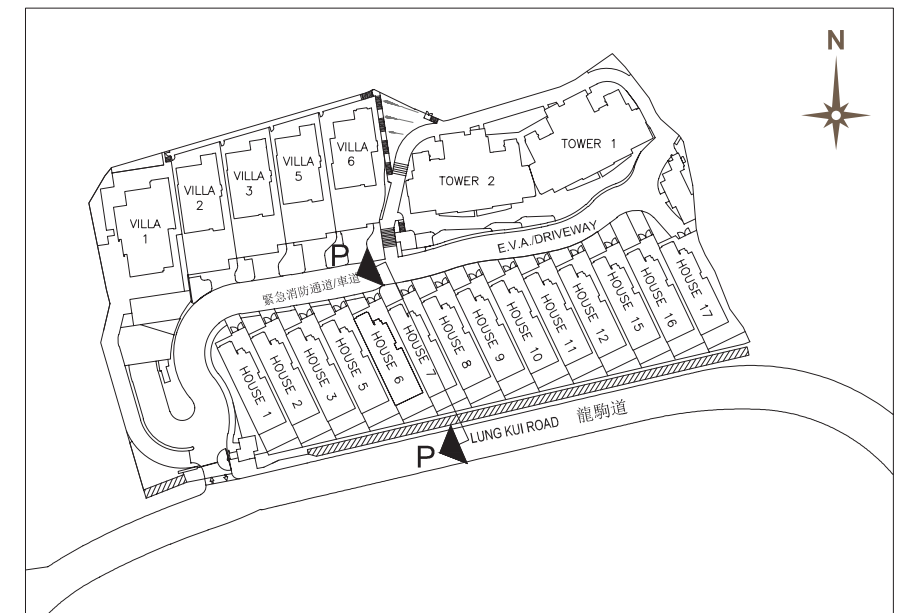 N
TOWER 1
TOWER 2
VILLA
6
VILLA
5
VILLA
3
VILLA
2
VILLA
1
E.V.A./DRIVEWAY
P
緊急消防通道/車道
HOUSE 1
HOUSE 2
HOUSE 3
HOUSE 5
HOUSE 6
HOUSE 7
HOUSE 8
HOUSE 9
HOUSE 10
HOUSE 11
HOUSE 12
HOUSE 15
HOUSE 16
HOUSE 17
P
LUNG KUI ROAD 龍駒道